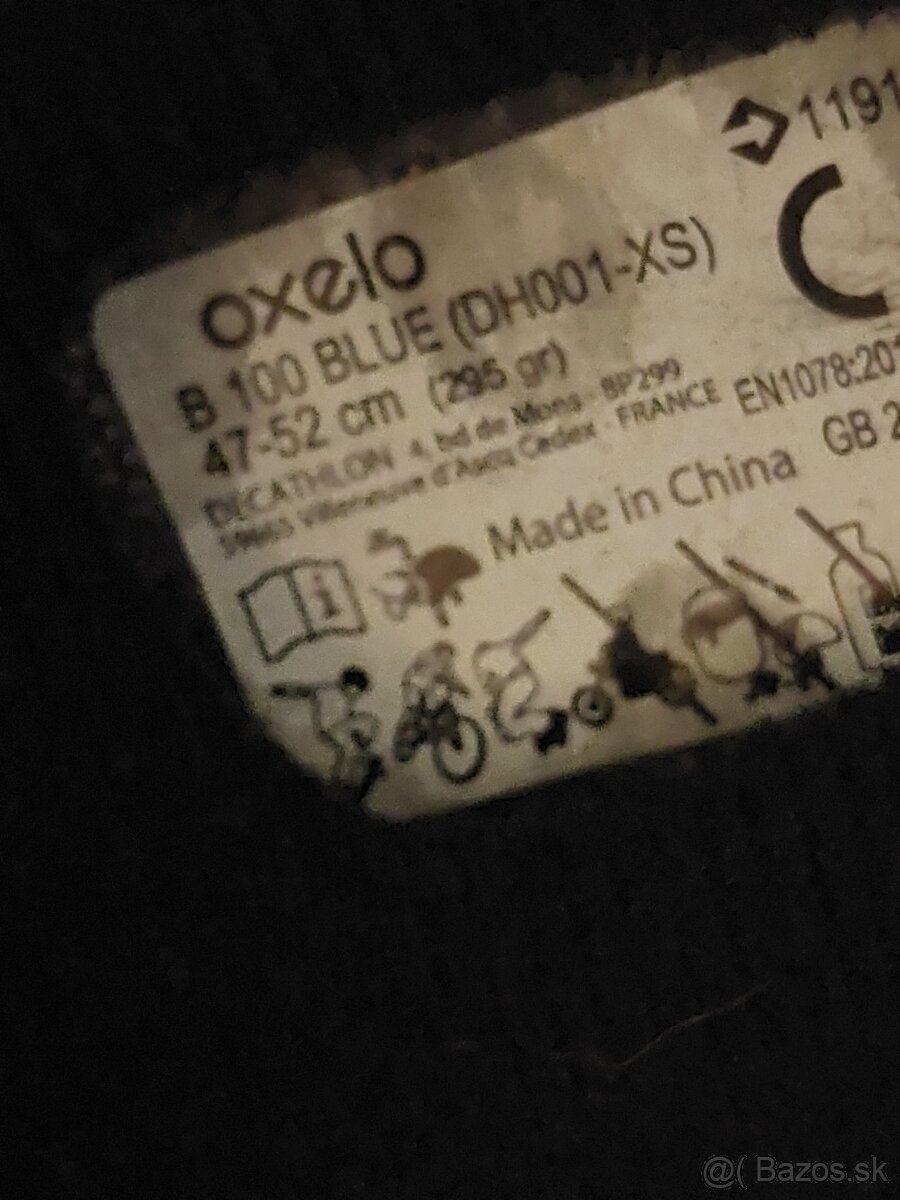 1191
oxelo
B 100 BLUE (DH001-XS)
47-52 cm (295 gr)
DECATHLON 4, bd de Mons - BP299
59665 Villeneuve d'Ascq Cedex - FRANCE
EN1078:201
Made in China
GB 2
@( Bazos.sk